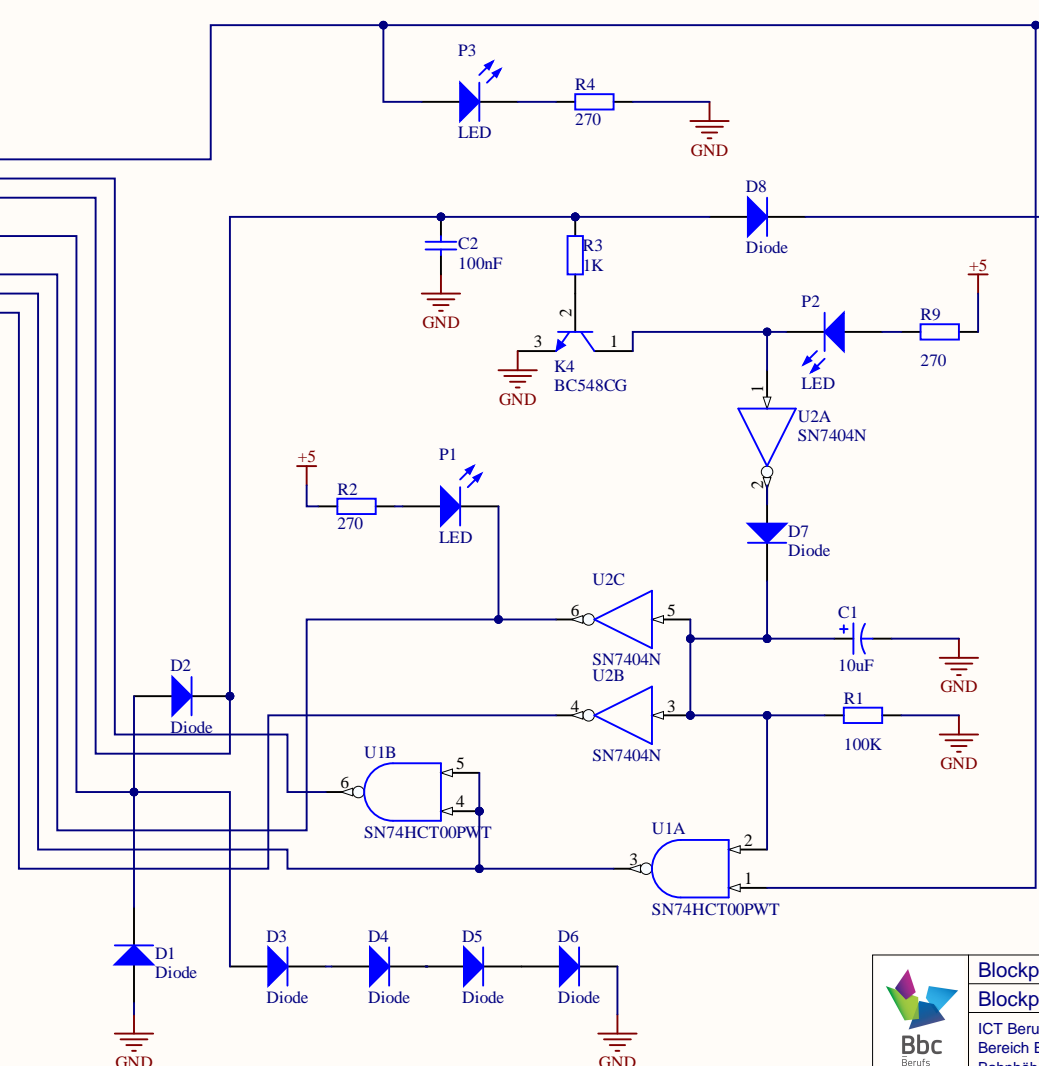 P3
R4
LED
270
GND
D8
Diode
C2
100nF
GND
R3
1K
+5
P2
R9
2
3
1
K4
BC548CG
GND
LED
270
1
U2A
SN7404N
2
P1
+5
R2
270
LED
D7
Diode
U2C
6
5
SN7404N
C1
+
10uF
GND
D2
Diode
U2B
4
3
SN7404N
R1
100K
GND
U1B
6
5
4
SN74HCT00PWT
U1A
3
2
1
SN74HCT00PWT
D1
Diode
GND
D3
Diode
D4
Diode
D5
Diode
D6
Diode
GND
Bbc
Berufs
Blockp
Blockp
ICT Beru
Bereich E